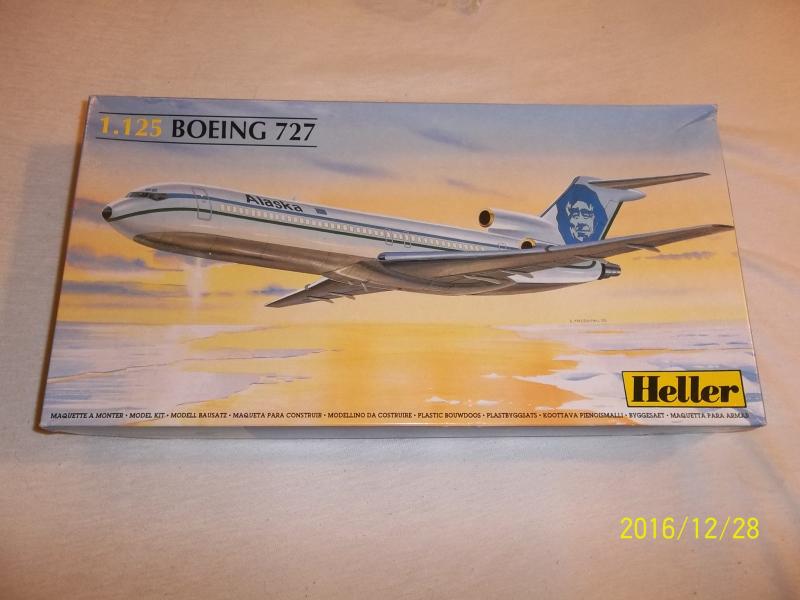 1.125 BOEING 727
Alaska
Heller
MAQUETTE A MONTER • MODEL KIT • MODELL BAUSATZ • MAQUETA PARA CONSTRUIR • MODELLINO DA COSTRUIRE • PLASTIC BOUWDOOS • PLASTBYGGSATS • KOOTTAVA PIENOISMALLI • BYGGESAET • MAQUETTA PARA ARMAR
2016/12/28